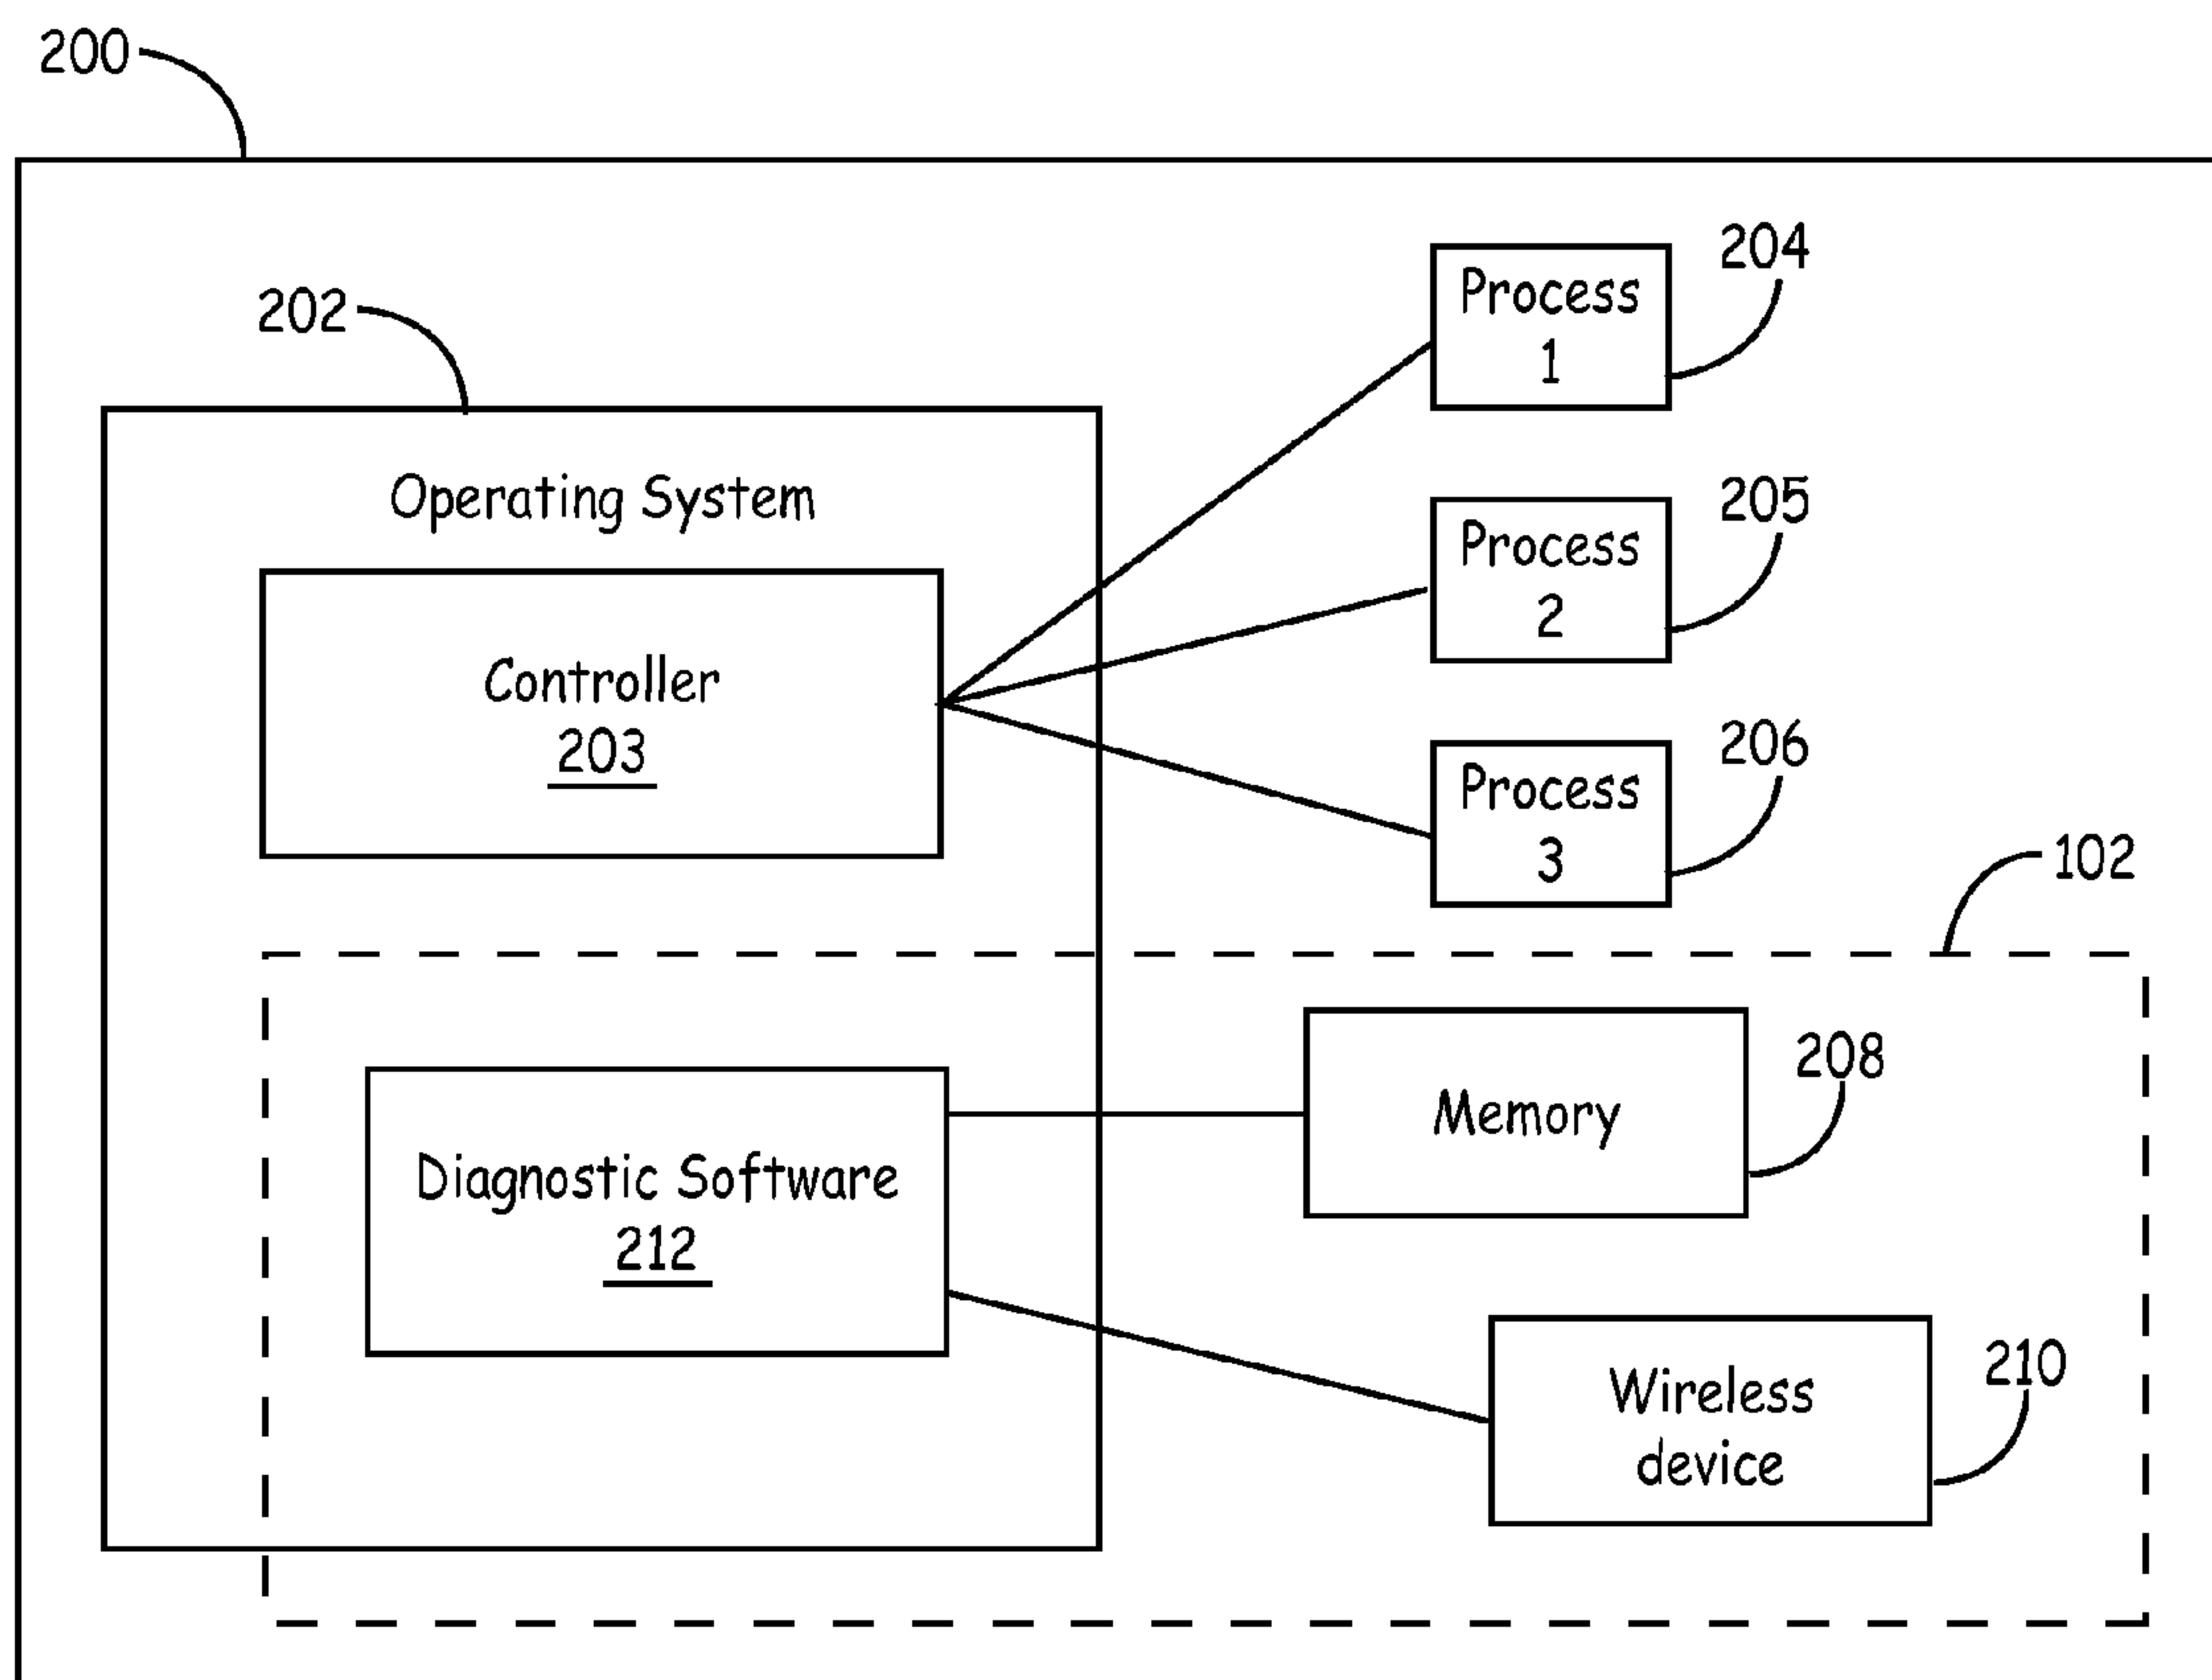 200
204
Process
1
202
205
Process
2
Operating System
Controller
203
206
Process
3
102
208
Memory
Diagnostic Software
212
210
Wireless
device